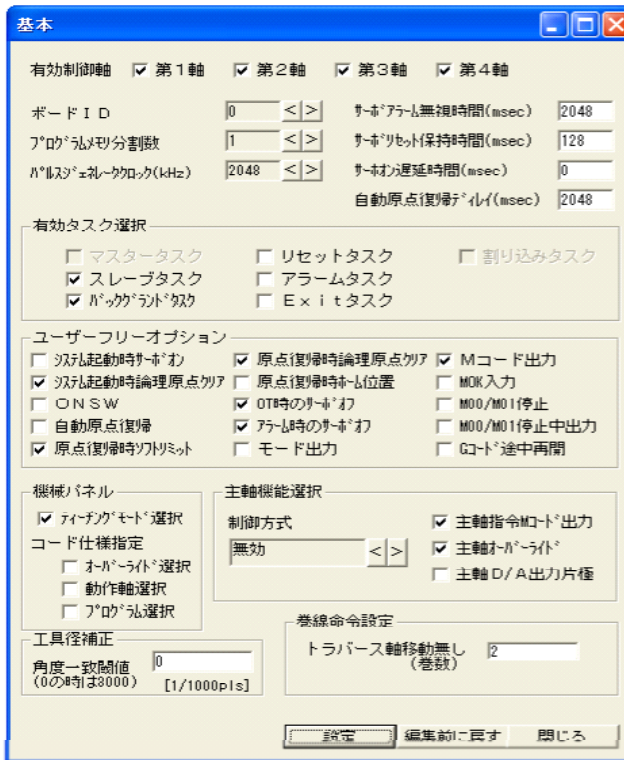 基本
有効制御軸 第1軸 第2軸 第3軸 第4軸
ボードID 0 < >
プログラムメモリ分割数 1 < >
パルスジェネレータクロック(kHz) 2048 < >
サーボアラーム無視時間(msec) 2048
サーボリセット保持時間(msec) 128
サーボオン遅延時間(msec) 0
自動原点復帰ディレイ(msec) 2048
有効タスク選択
マスタータスク リセットタスク 割り込みタスク
スレーブタスク アラームタスク
バックグランドタスク Exitタスク
ユーザーフリーオプション
システム起動時サーボオン 原点復帰時論理原点クリア Mコード出力
システム起動時論理原点クリア 原点復帰時ホーム位置 MOK入力
ONSW OT時のサーボオフ M00/M01停止
自動原点復帰 アラーム時のサーボオフ M00/M01停止中出力
原点復帰時ソフトリミット モード出力 Gコード途中再開
機械パネル
ティーチングモード選択
コード仕様指定
オーバーライド選択
動作軸選択
プログラム選択
主軸機能選択
制御方式
無効 < >
主軸指令Mコード出力
主軸オーバーライド
主軸D/A出力片極
工具径補正
角度一致閾値 0
(0の時は3000) [1/1000pls]
巻線命令設定
トラバース軸移動無し 2
(巻数)
設定 編集前に戻す 閉じる